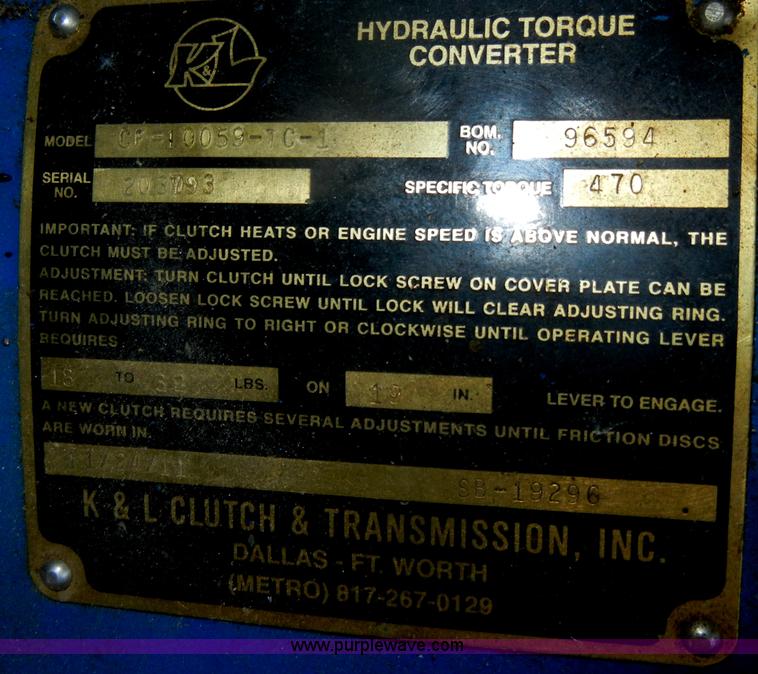 K&L
HYDRAULIC TORQUE
CONVERTER
MODEL BOM. NO. 96594
SERIAL NO. SPECIFIC TORQUE 470
IMPORTANT: IF CLUTCH HEATS OR ENGINE SPEED IS ABOVE NORMAL, THE
CLUTCH MUST BE ADJUSTED.
ADJUSTMENT: TURN CLUTCH UNTIL LOCK SCREW ON COVER PLATE CAN BE
REACHED. LOOSEN LOCK SCREW UNTIL LOCK WILL CLEAR ADJUSTING RING.
TURN ADJUSTING RING TO RIGHT OR CLOCKWISE UNTIL OPERATING LEVER
REQUIRES
TO LBS. ON IN. LEVER TO ENGAGE.
A NEW CLUTCH REQUIRES SEVERAL ADJUSTMENTS UNTIL FRICTION DISCS
ARE WORN IN.
SB-19296
K & L CLUTCH & TRANSMISSION, INC.
DALLAS - FT. WORTH
(METRO) 817-267-0129
www.purplewave.com